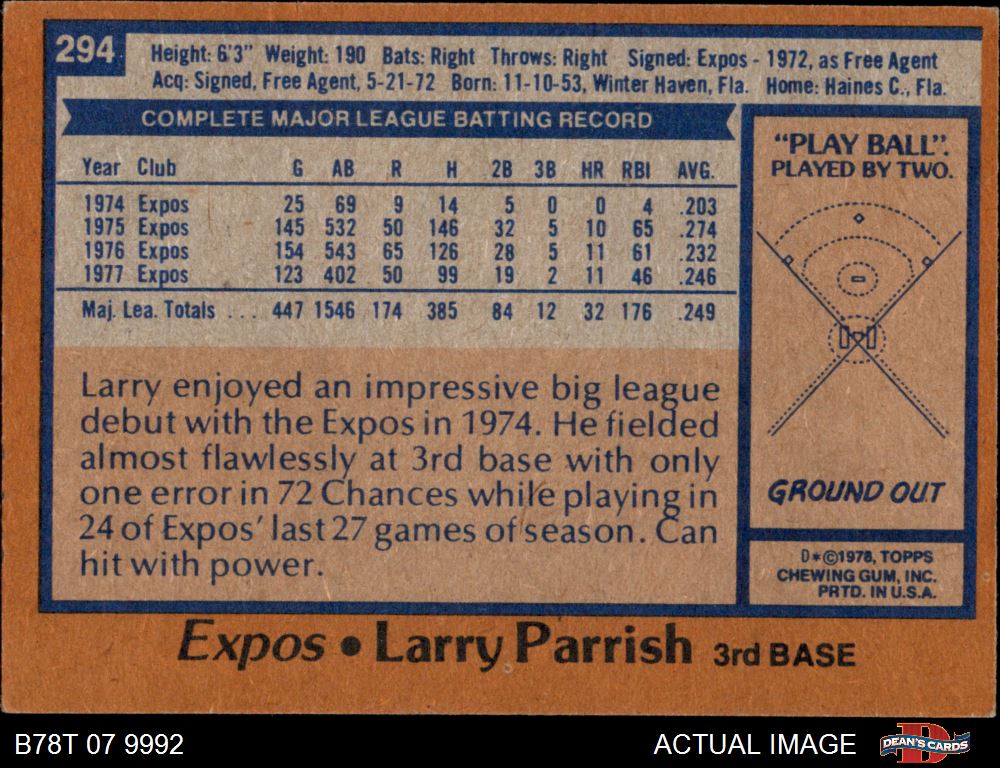 294
Height: 6'3" Weight: 190 Bats: Right Throws: Right Signed: Expos - 1972, as Free Agent
Acq: Signed, Free Agent, 5-21-72 Born: 11-10-53, Winter Haven, Fla. Home: Haines C., Fla.
COMPLETE MAJOR LEAGUE BATTING RECORD
Year Club G AB R H 2B 3B HR RBI AVG.
1974 Expos 25 69 9 14 5 0 0 4 .203
1975 Expos 145 532 50 146 32 5 10 65 .274
1976 Expos 154 543 65 126 28 5 11 61 .232
1977 Expos 123 402 50 99 19 2 11 46 .246
Maj. Lea. Totals . . . 447 1546 174 385 84 12 32 176 .249
Larry enjoyed an impressive big league
debut with the Expos in 1974. He fielded
almost flawlessly at 3rd base with only
one error in 72 Chances while playing in
24 of Expos' last 27 games of season. Can
hit with power.
"PLAY BALL".
PLAYED BY TWO.
GROUND OUT
D*©1978, TOPPS
CHEWING GUM, INC.
PRTD. IN U.S.A.
Expos • Larry Parrish 3rd BASE
B78T 07 9992
ACTUAL IMAGE
DEAN'S CARDS